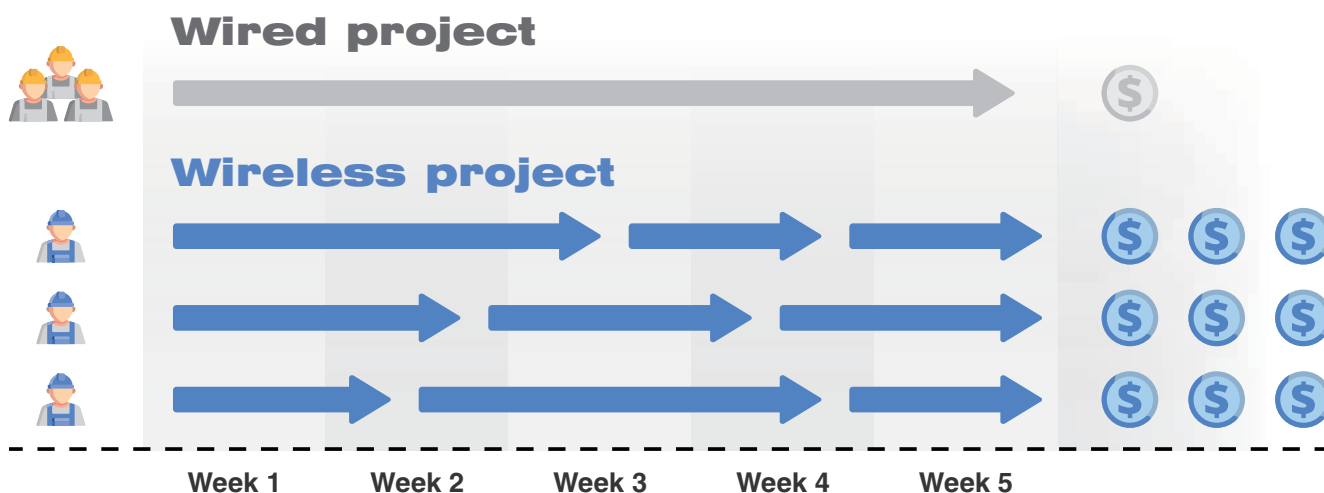 Wired project
$
Wireless project
$ $ $
$ $ $
$ $ $
Week 1 Week 2 Week 3 Week 4 Week 5